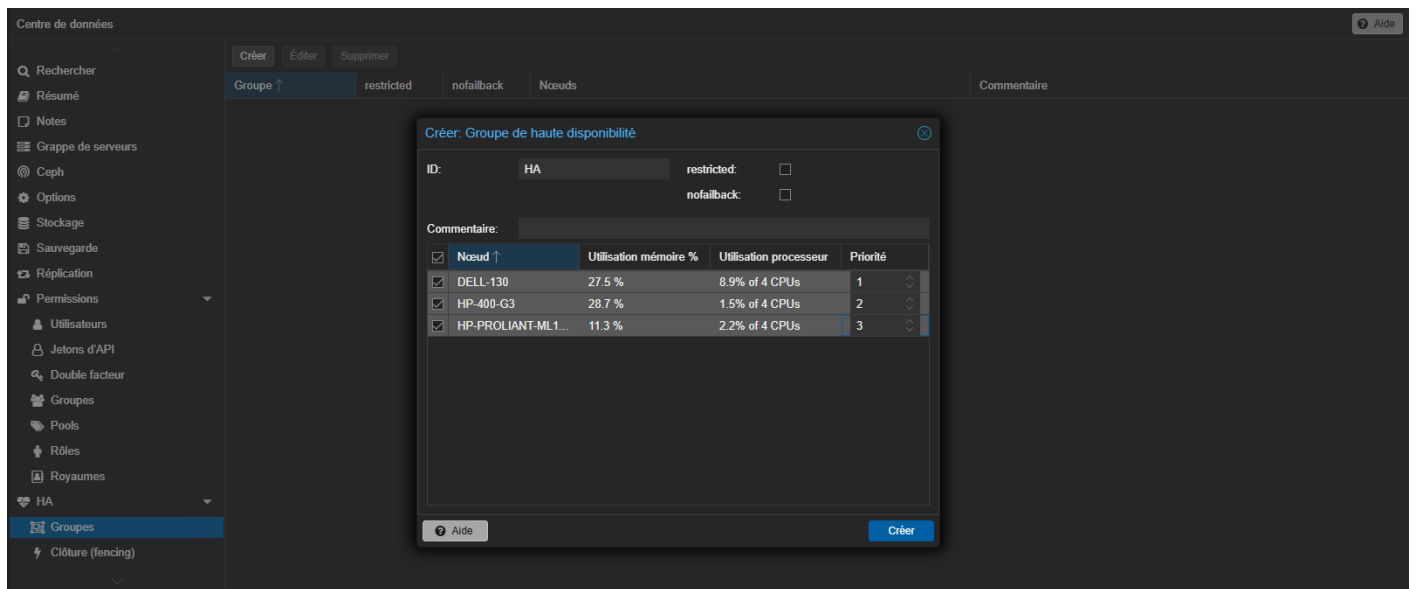 Centre de données
Aide
Rechercher
Résumé
Notes
Grappe de serveurs
Ceph
Options
Stockage
Sauvegarde
Réplication
Permissions
Utilisateurs
Jetons d'API
Double facteur
Groupes
Pools
Rôles
Royaumes
HA
Groupes
Clôture (fencing)
Créer Éditer Supprimer
Groupe ↑ restricted nofailback Nœuds Commentaire
Créer: Groupe de haute disponibilité
ID: HA restricted:
nofailback:
Commentaire:
Nœud ↑ Utilisation mémoire % Utilisation processeur Priorité
DELL-130 27.5 % 8.9% of 4 CPUs 1
HP-400-G3 28.7 % 1.5% of 4 CPUs 2
HP-PROLIANT-ML1... 11.3 % 2.2% of 4 CPUs 3
Aide Créer